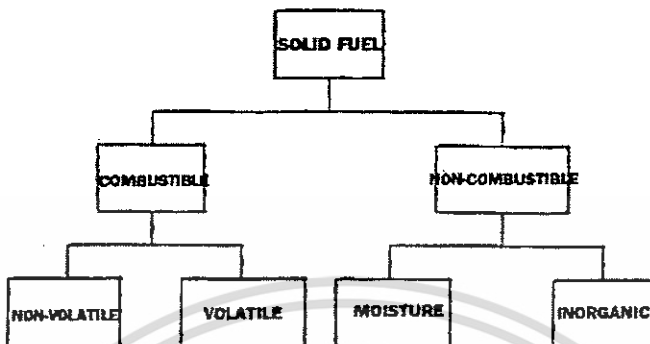 SOLID FUEL
COMBUSTIBLE
NON-COMBUSTIBLE
NON-VOLATILE
VOLATILE
MOISTURE
INORGANIC